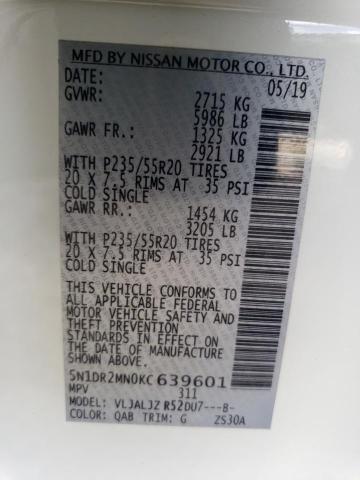 MFD BY NISSAN MOTOR CO., LTD.
05/19
GVWR: 2715 KG
5986 LB
GAWR FR.: 1325 KG
2921 LB
WITH P235/55R20 TIRES
20 X 7.5 RIMS AT 35 PSI
COLD SINGLE
GAWR RR.: 1454 KG
3205 LB
WITH P235/55R20 TIRES
20 X 7.5 RIMS AT 35 PSI
COLD SINGLE
THIS VEHICLE CONFORMS TO
ALL APPLICABLE FEDERAL
MOTOR VEHICLE SAFETY AND
THEFT PREVENTION
STANDARDS IN EFFECT ON
THE DATE OF MANUFACTURE
SHOWN ABOVE.
5N1DR2MN0KC639601
MPV 311
MODEL: VLJALJZ R52DU7---B-
COLOR: QAB TRIM: G ZS30A